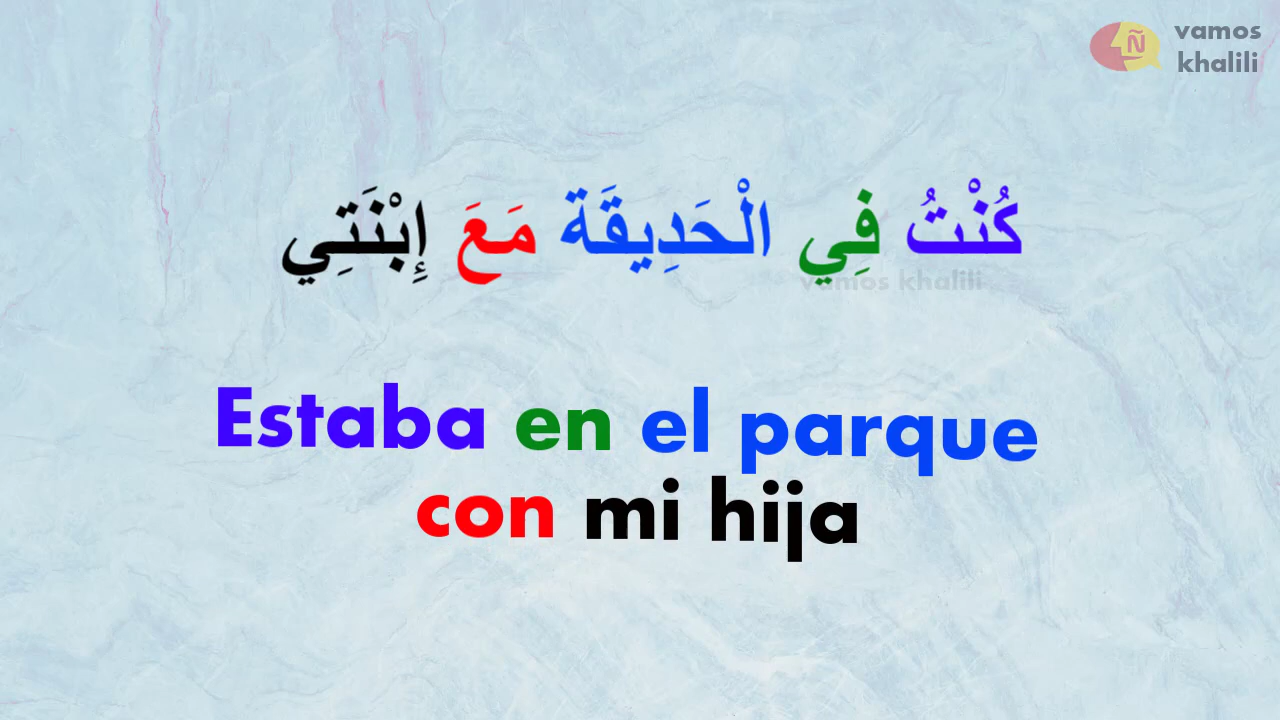 vamos
khalili
كُنْتُ فِي الْحَدِيقَة مَعَ إِبْنَتِي
vamos khalili
Estaba en el parque
con mi hija